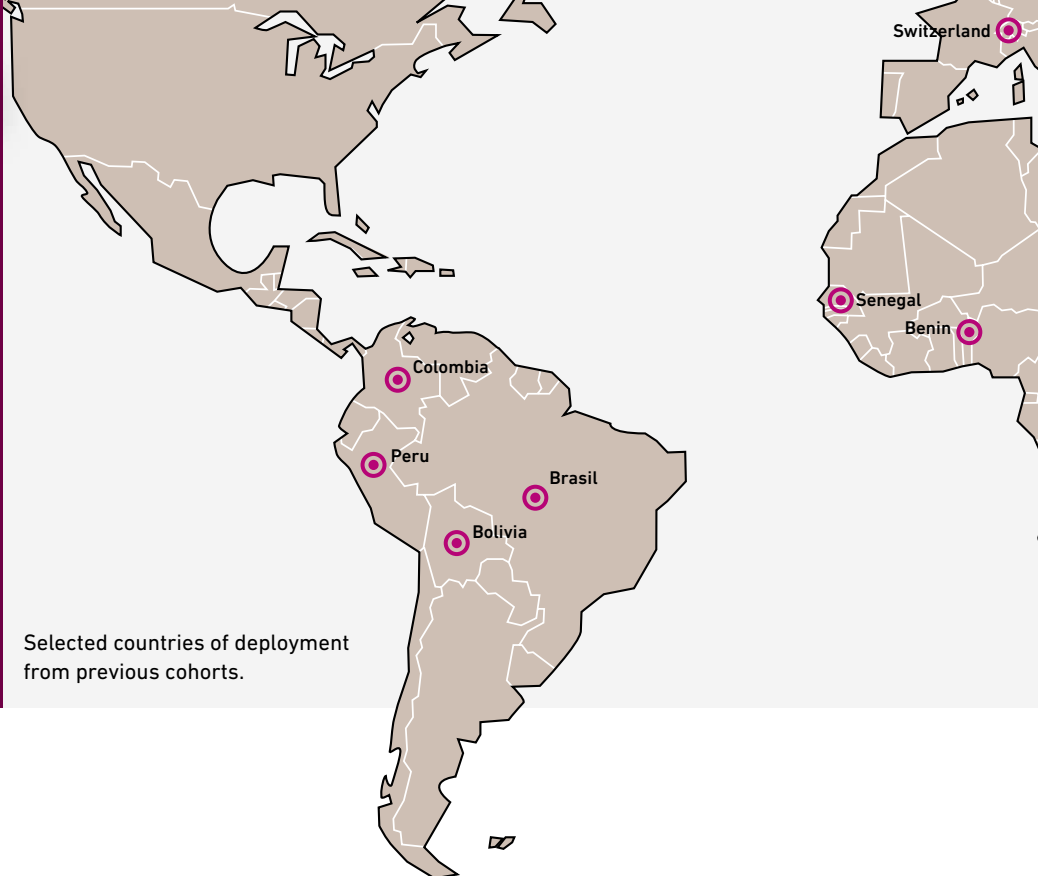 Switzerland
Senegal
Benin
Colombia
Peru
Brasil
Bolivia
Selected countries of deployment
from previous cohorts.